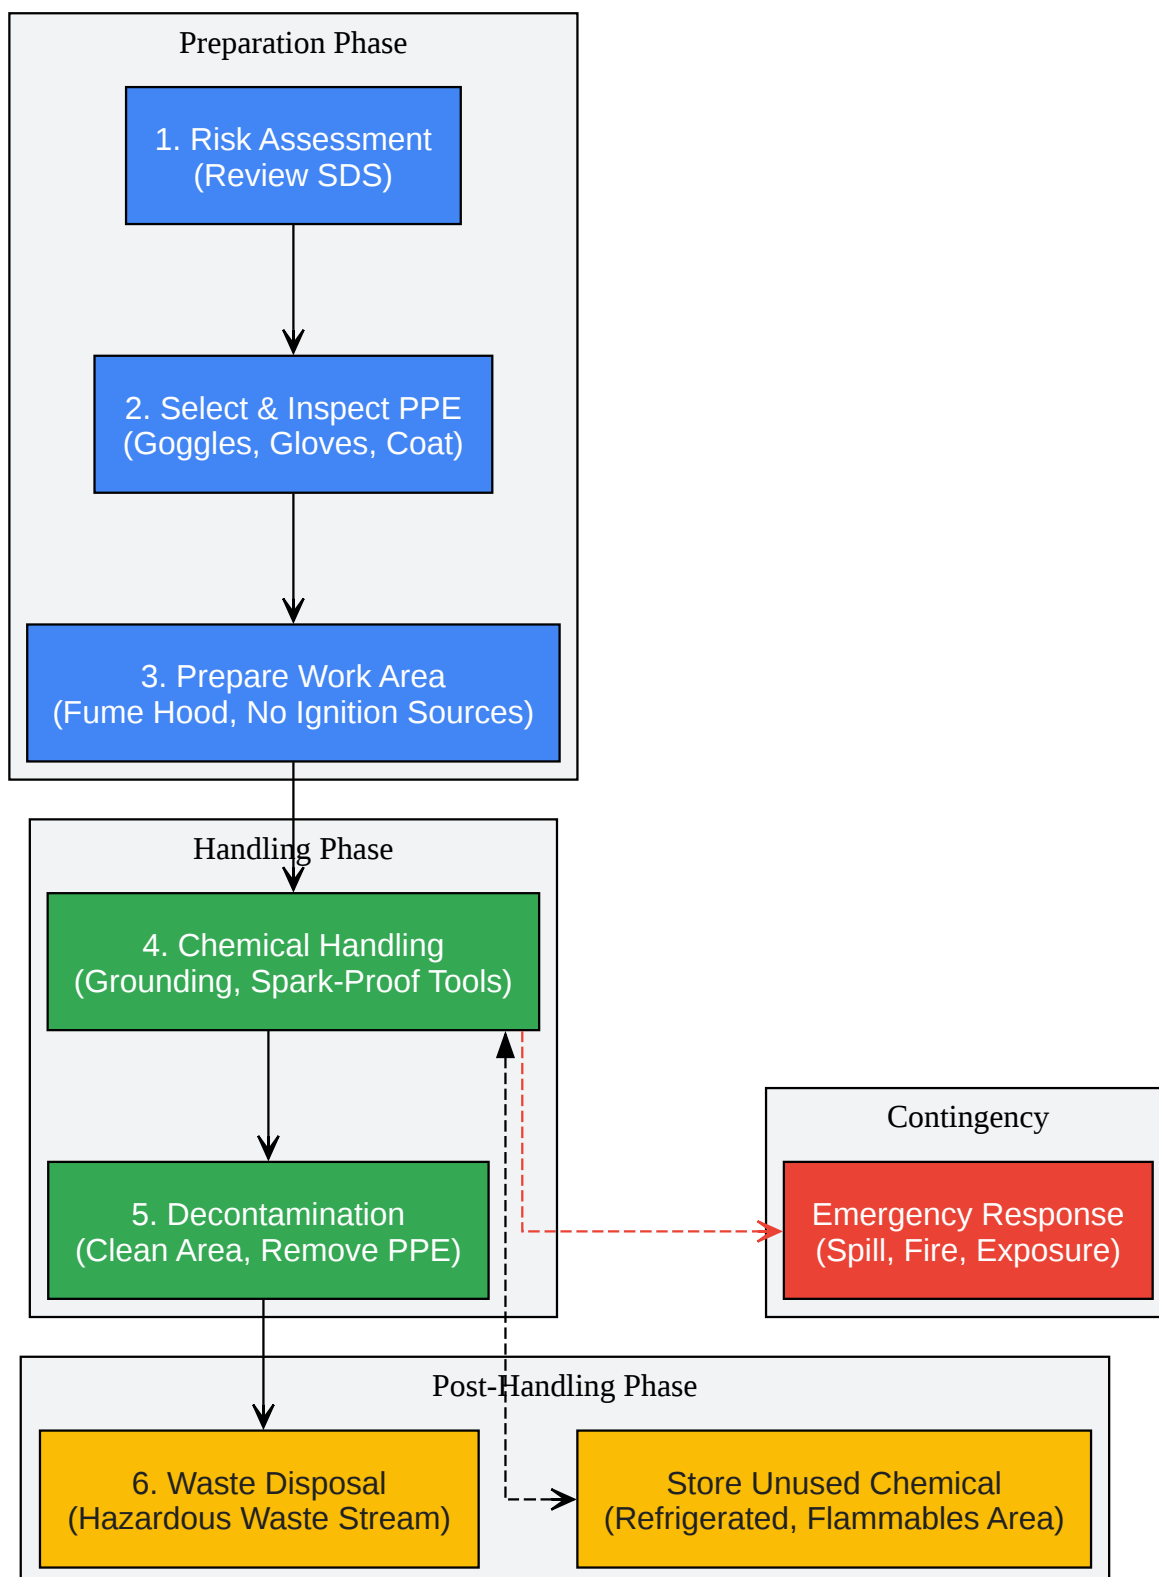 Preparation Phase
1. Risk Assessment
(Review SDS)
2. Select & Inspect PPE
(Goggles, Gloves, Coat)
3. Prepare Work Area
(Fume Hood, No Ignition Sources)
Handling Phase
4. Chemical Handling
(Grounding, Spark-Proof Tools)
5. Decontamination
(Clean Area, Remove PPE)
Contingency
Emergency Response
(Spill, Fire, Exposure)
Post-Handling Phase
6. Waste Disposal
(Hazardous Waste Stream)
Store Unused Chemical
(Refrigerated, Flammables Area)